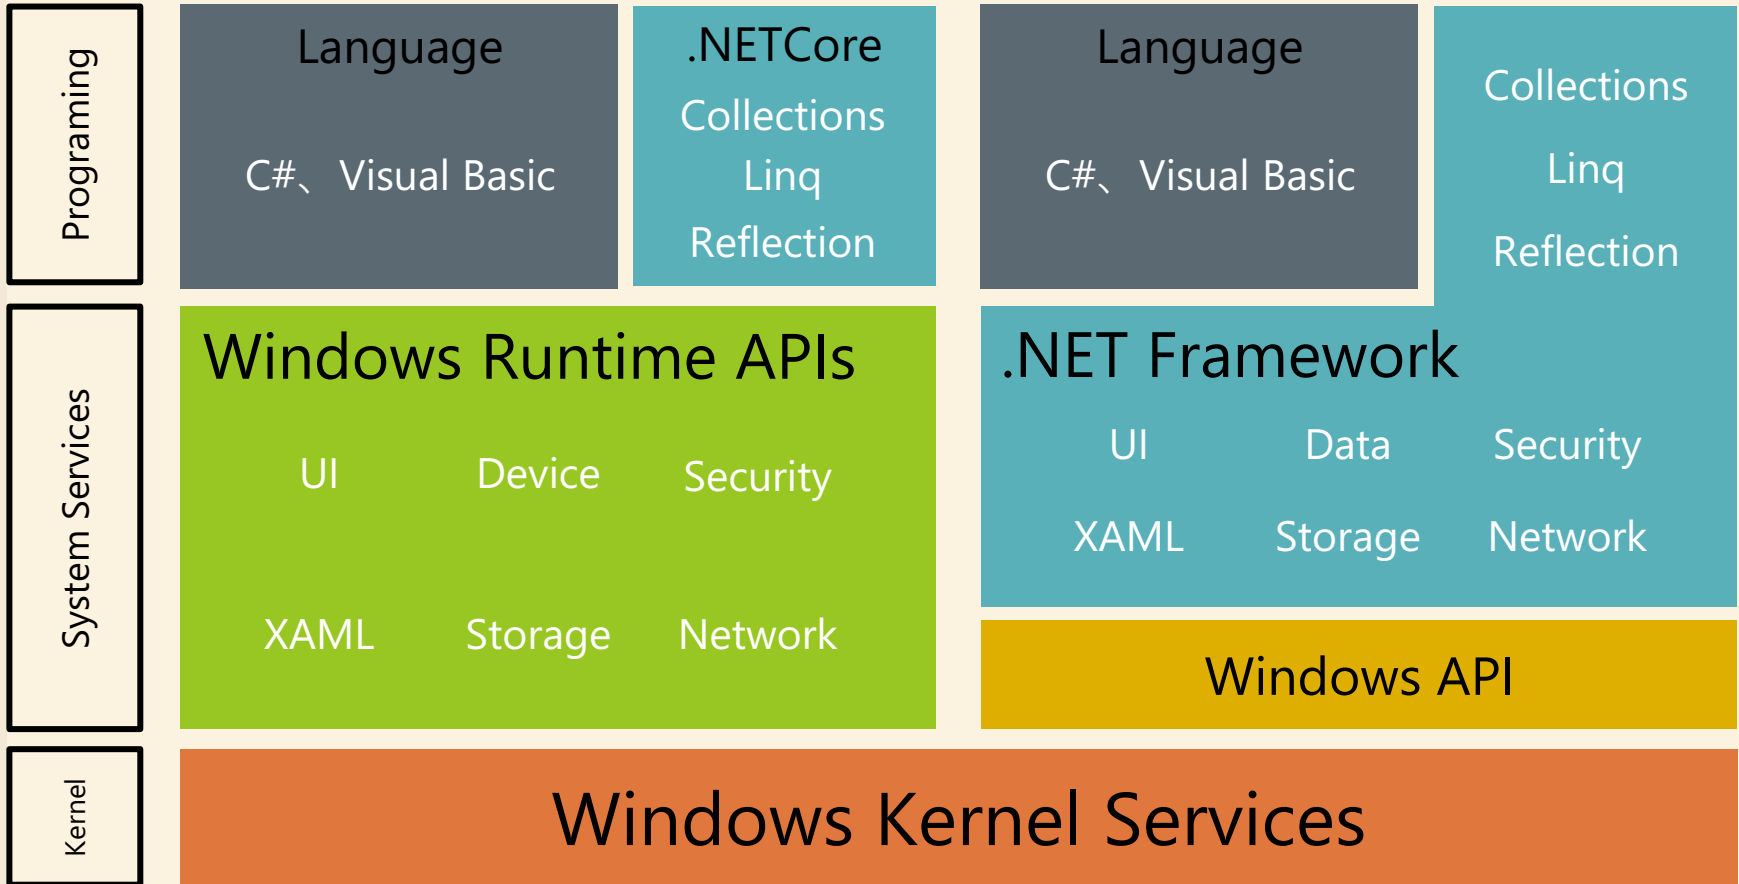 Programing
Language
C#、Visual Basic
.NETCore
Collections
Linq
Reflection
Language
C#、Visual Basic
Collections
Linq
Reflection
System Services
Windows Runtime APIs
UI Device Security
XAML Storage Network
.NET Framework
UI Data Security
XAML Storage Network
Windows API
Kernel
Windows Kernel Services